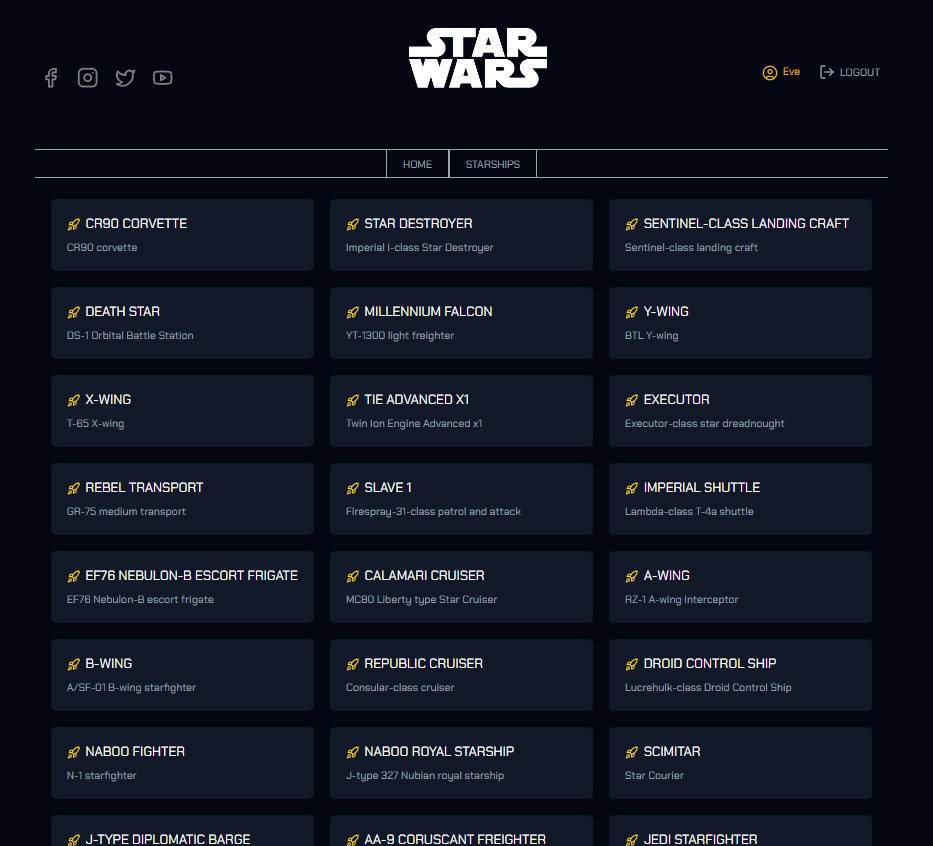 STAR
WARS
Eve
LOGOUT
HOME
STARSHIPS
CR90 CORVETTE
CR90 corvette
STAR DESTROYER
Imperial I-class Star Destroyer
SENTINEL-CLASS LANDING CRAFT
Sentinel-class landing craft
DEATH STAR
DS-1 Orbital Battle Station
MILLENNIUM FALCON
YT-1300 light freighter
Y-WING
BTL Y-wing
X-WING
T-65 X-wing
TIE ADVANCED X1
Twin Ion Engine Advanced x1
EXECUTOR
Executor-class star dreadnought
REBEL TRANSPORT
GR-75 medium transport
SLAVE 1
Firespray-31-class patrol and attack
IMPERIAL SHUTTLE
Lambda-class T-4a shuttle
EF76 NEBULON-B ESCORT FRIGATE
EF76 Nebulon-B escort frigate
CALAMARI CRUISER
MC80 Liberty type Star Cruiser
A-WING
RZ-1 A-wing Interceptor
B-WING
A/SF-01 B-wing starfighter
REPUBLIC CRUISER
Consular-class cruiser
DROID CONTROL SHIP
Lucrehulk-class Droid Control Ship
NABOO FIGHTER
N-1 starfighter
NABOO ROYAL STARSHIP
J-type 327 Nubian royal starship
SCIMITAR
Star Courier
J-TYPE DIPLOMATIC BARGE
AA-9 CORUSCANT FREIGHTER
JEDI STARFIGHTER